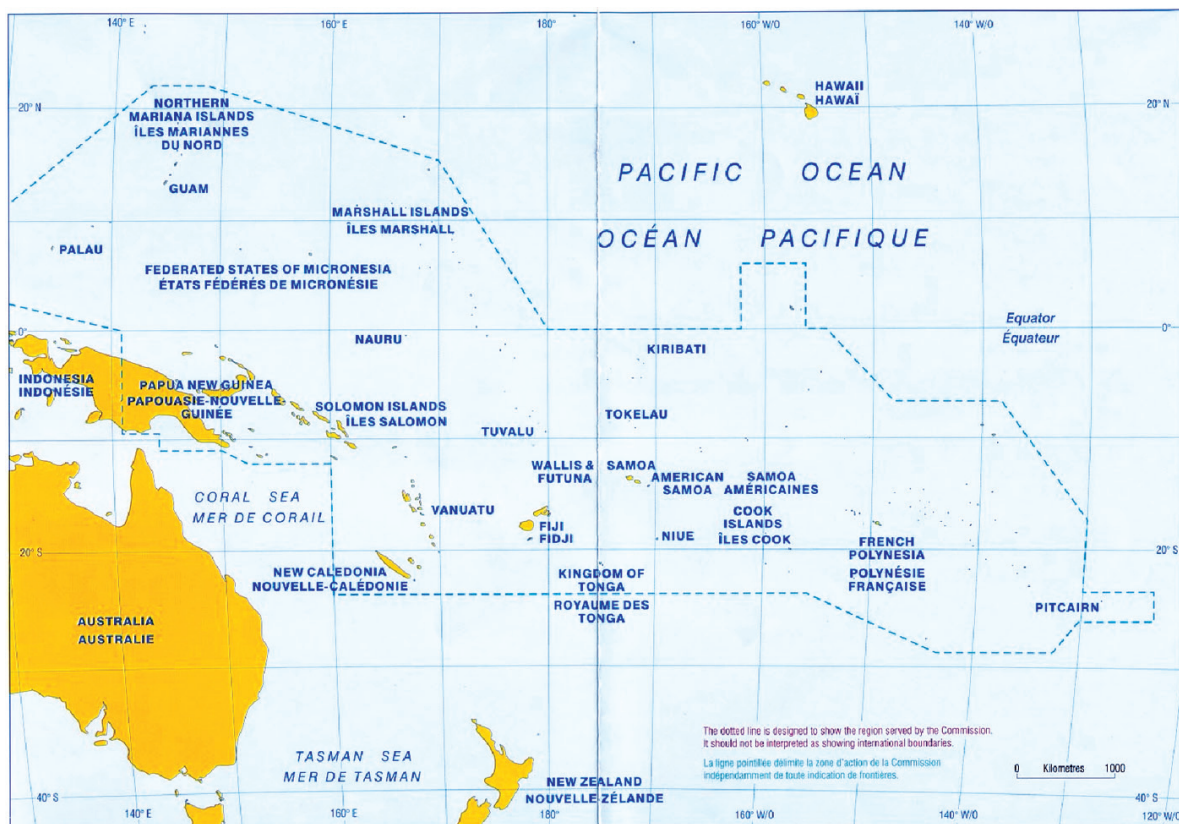 140° E
160° E
180°
160° W/O
140° W/O
20° N
20° N
NORTHERN
MARIANA ISLANDS
ÎLES MARIANNES
DU NORD
GUAM
HAWAII
HAWAÏ
PACIFIC OCEAN
OCÉAN PACIFIQUE
MARSHALL ISLANDS
ÎLES MARSHALL
PALAU
FEDERATED STATES OF MICRONESIA
ÉTATS FÉDÉRÉS DE MICRONÉSIE
0°
0°
Equator
Équateur
NAURU
KIRIBATI
INDONESIA
INDONÉSIE
PAPUA NEW GUINEA
PAPOUASIE-NOUVELLE-
GUINÉE
SOLOMON ISLANDS
ÎLES SALOMON
TUVALU
TOKELAU
WALLIS &
FUTUNA
SAMOA
AMERICAN
SAMOA
SAMOA
AMÉRICAINES
CORAL SEA
MER DE CORAIL
VANUATU
FIJI
FIDJI
NIUE
COOK
ISLANDS
ÎLES COOK
FRENCH
POLYNESIA
POLYNÉSIE
FRANÇAISE
20° S
20° S
NEW CALEDONIA
NOUVELLE-CALÉDONIE
KINGDOM OF
TONGA
ROYAUME DES
TONGA
PITCAIRN
AUSTRALIA
AUSTRALIE
TASMAN SEA
MER DE TASMAN
NEW ZEALAND
NOUVELLE-ZÉLANDE
The dotted line is designed to show the region served by the Commission.
It should not be interpreted as showing international boundaries.
La ligne pointillée délimite la zone d'action de la Commission
indépendamment de toute indication de frontières.
0 Kilometres 1000
40° S
40° S
140° E
160° E
180°
160° W/O
140° W/O
120° W/O